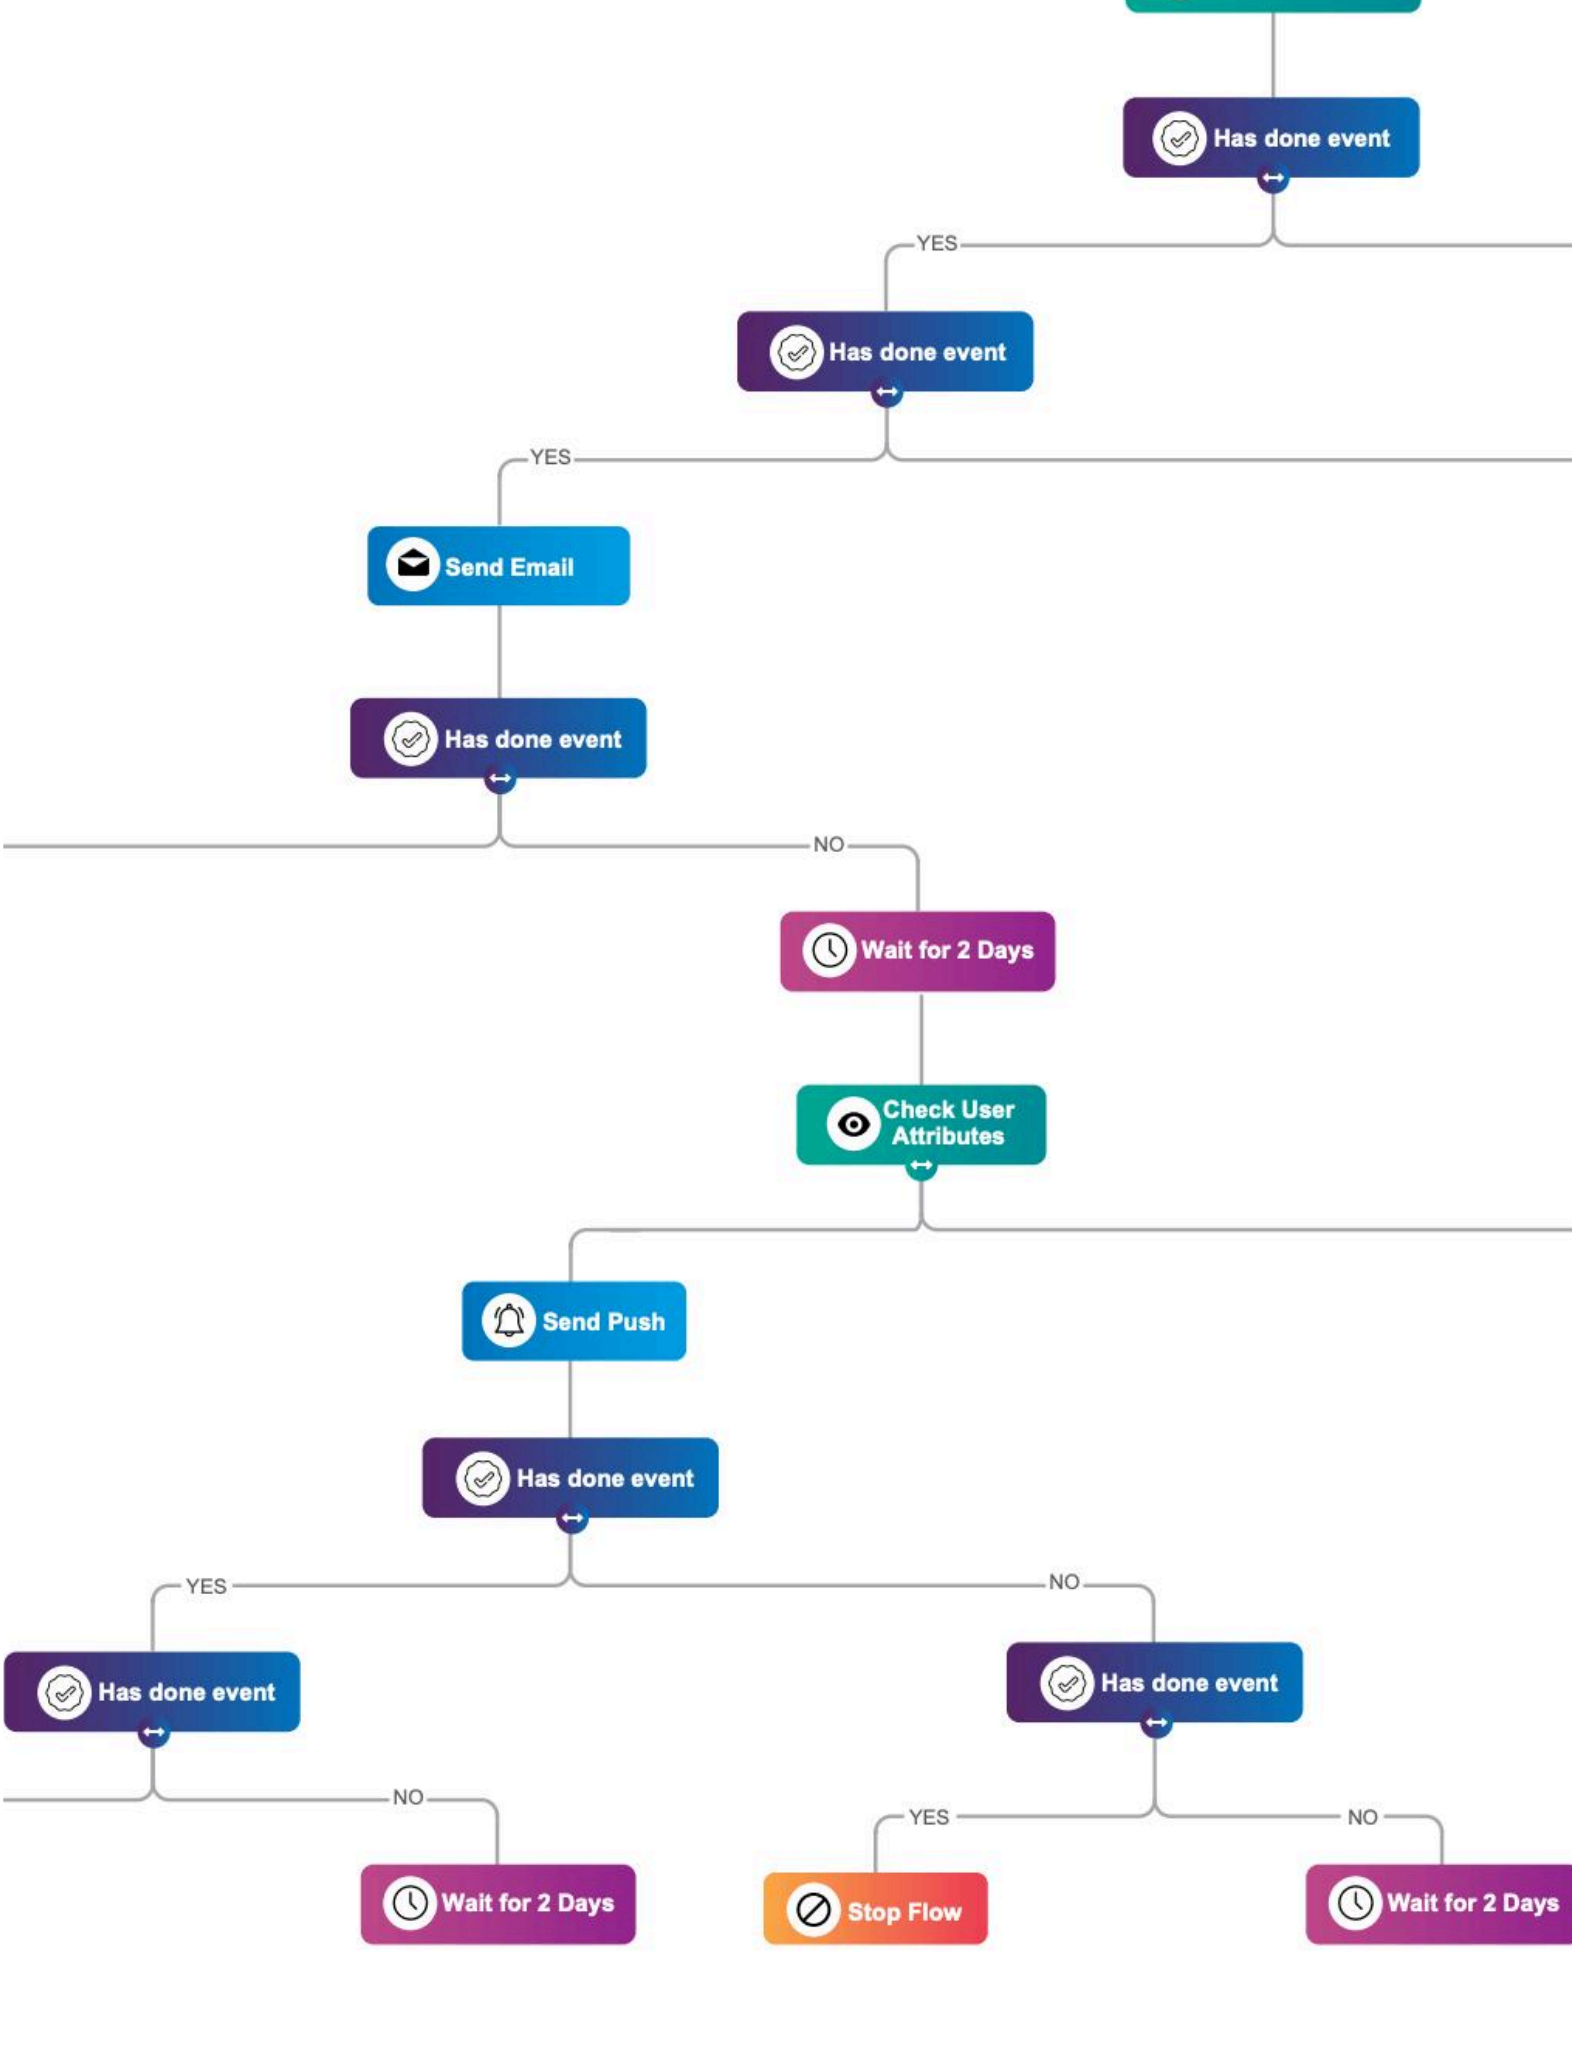 Has done event
YES
Has done event
YES
Send Email
Has done event
NO
Wait for 2 Days
Check User
Attributes
Send Push
Has done event
YES
NO
Has done event
Has done event
NO
YES
NO
Wait for 2 Days
Stop Flow
Wait for 2 Days